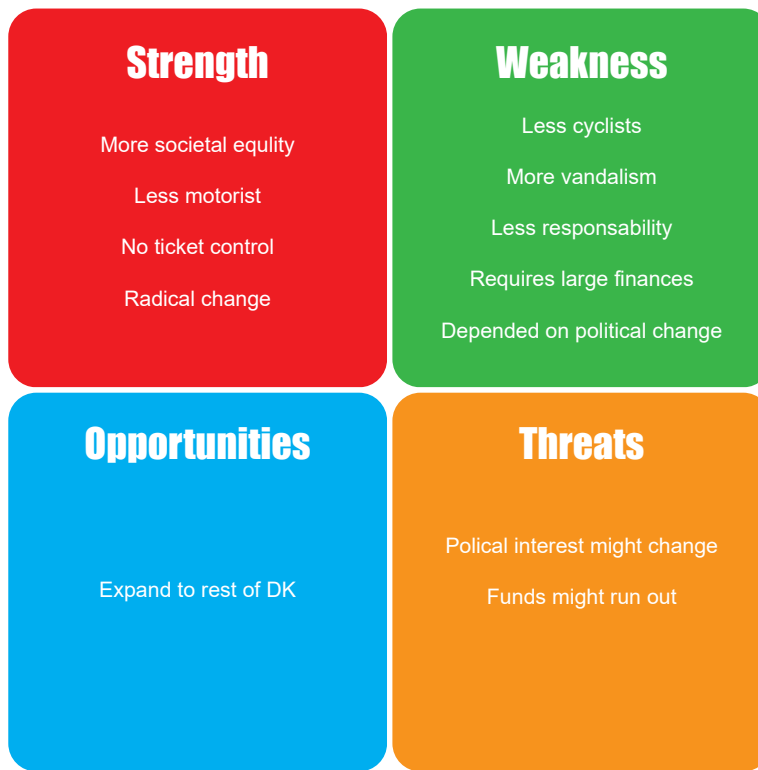 Strength
More societal equlity
Less motorist
No ticket control
Radical change
Weakness
Less cyclists
More vandalism
Less responsability
Requires large finances
Depended on political change
Opportunities
Expand to rest of DK
Threats
Polical interest might change
Funds might run out